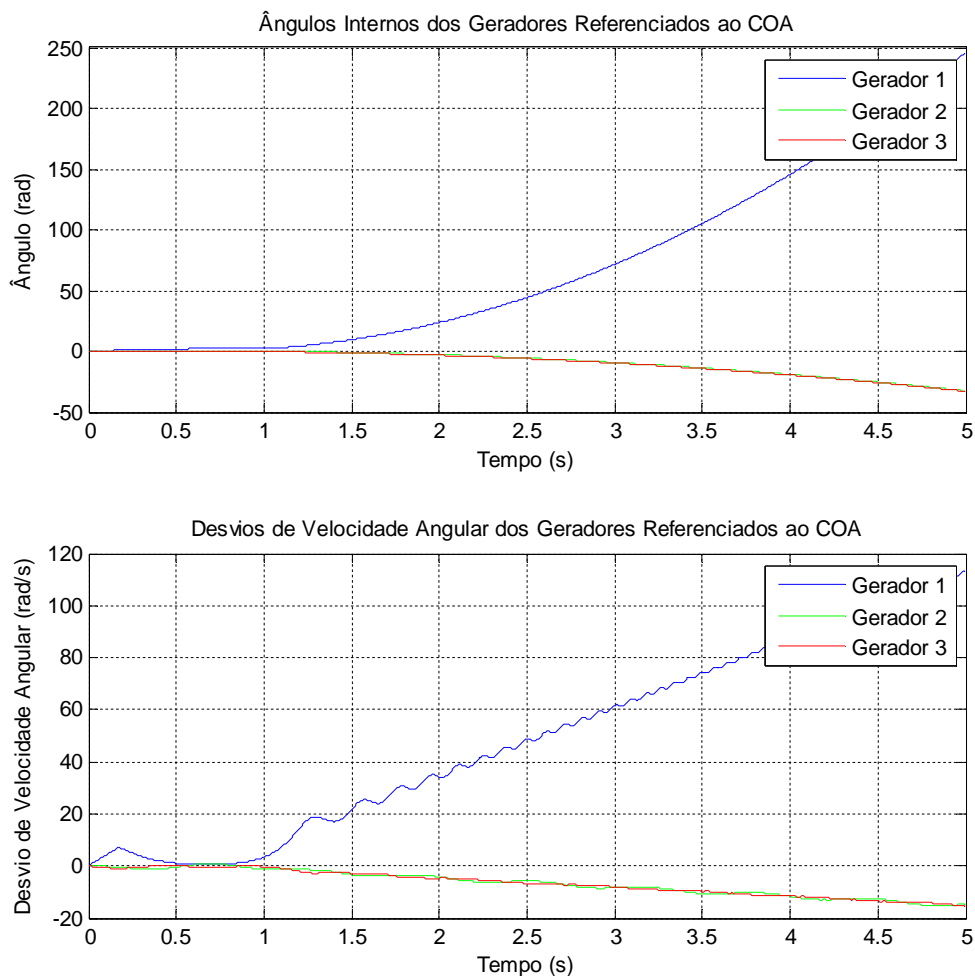 Ângulos Internos dos Geradores Referenciados ao COA
250
200
150
100
50
0
-50
Ângulo (rad)
Gerador 1
Gerador 2
Gerador 3
0 0.5 1 1.5 2 2.5 3 3.5 4 4.5 5
Tempo (s)
Desvios de Velocidade Angular dos Geradores Referenciados ao COA
120
100
80
60
40
20
0
-20
Desvio de Velocidade Angular (rad/s)
Gerador 1
Gerador 2
Gerador 3
0 0.5 1 1.5 2 2.5 3 3.5 4 4.5 5
Tempo (s)